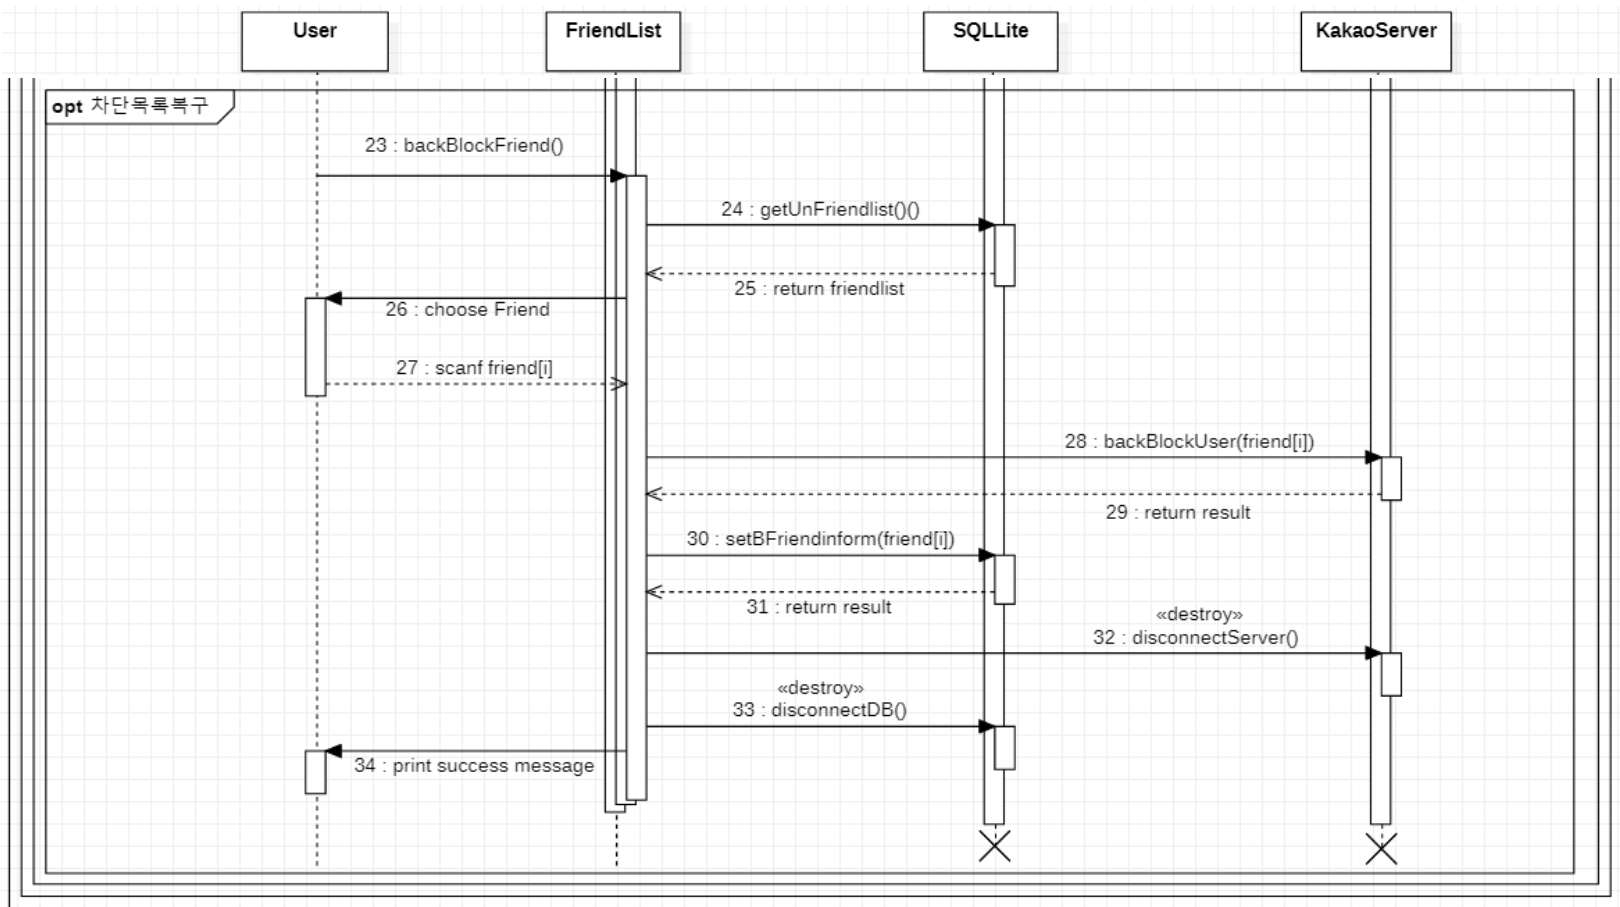 User
FriendList
SQLLite
KakaoServer
opt 차단목록복구
23 : backBlockFriend()
24 : getUnFriendlist()()
25 : return friendlist
26 : choose Friend
27 : scanf friend[i]
28 : backBlockUser(friend[i])
29 : return result
30 : setBFriendinform(friend[i])
31 : return result
«destroy»
32 : disconnectServer()
«destroy»
33 : disconnectDB()
34 : print success message